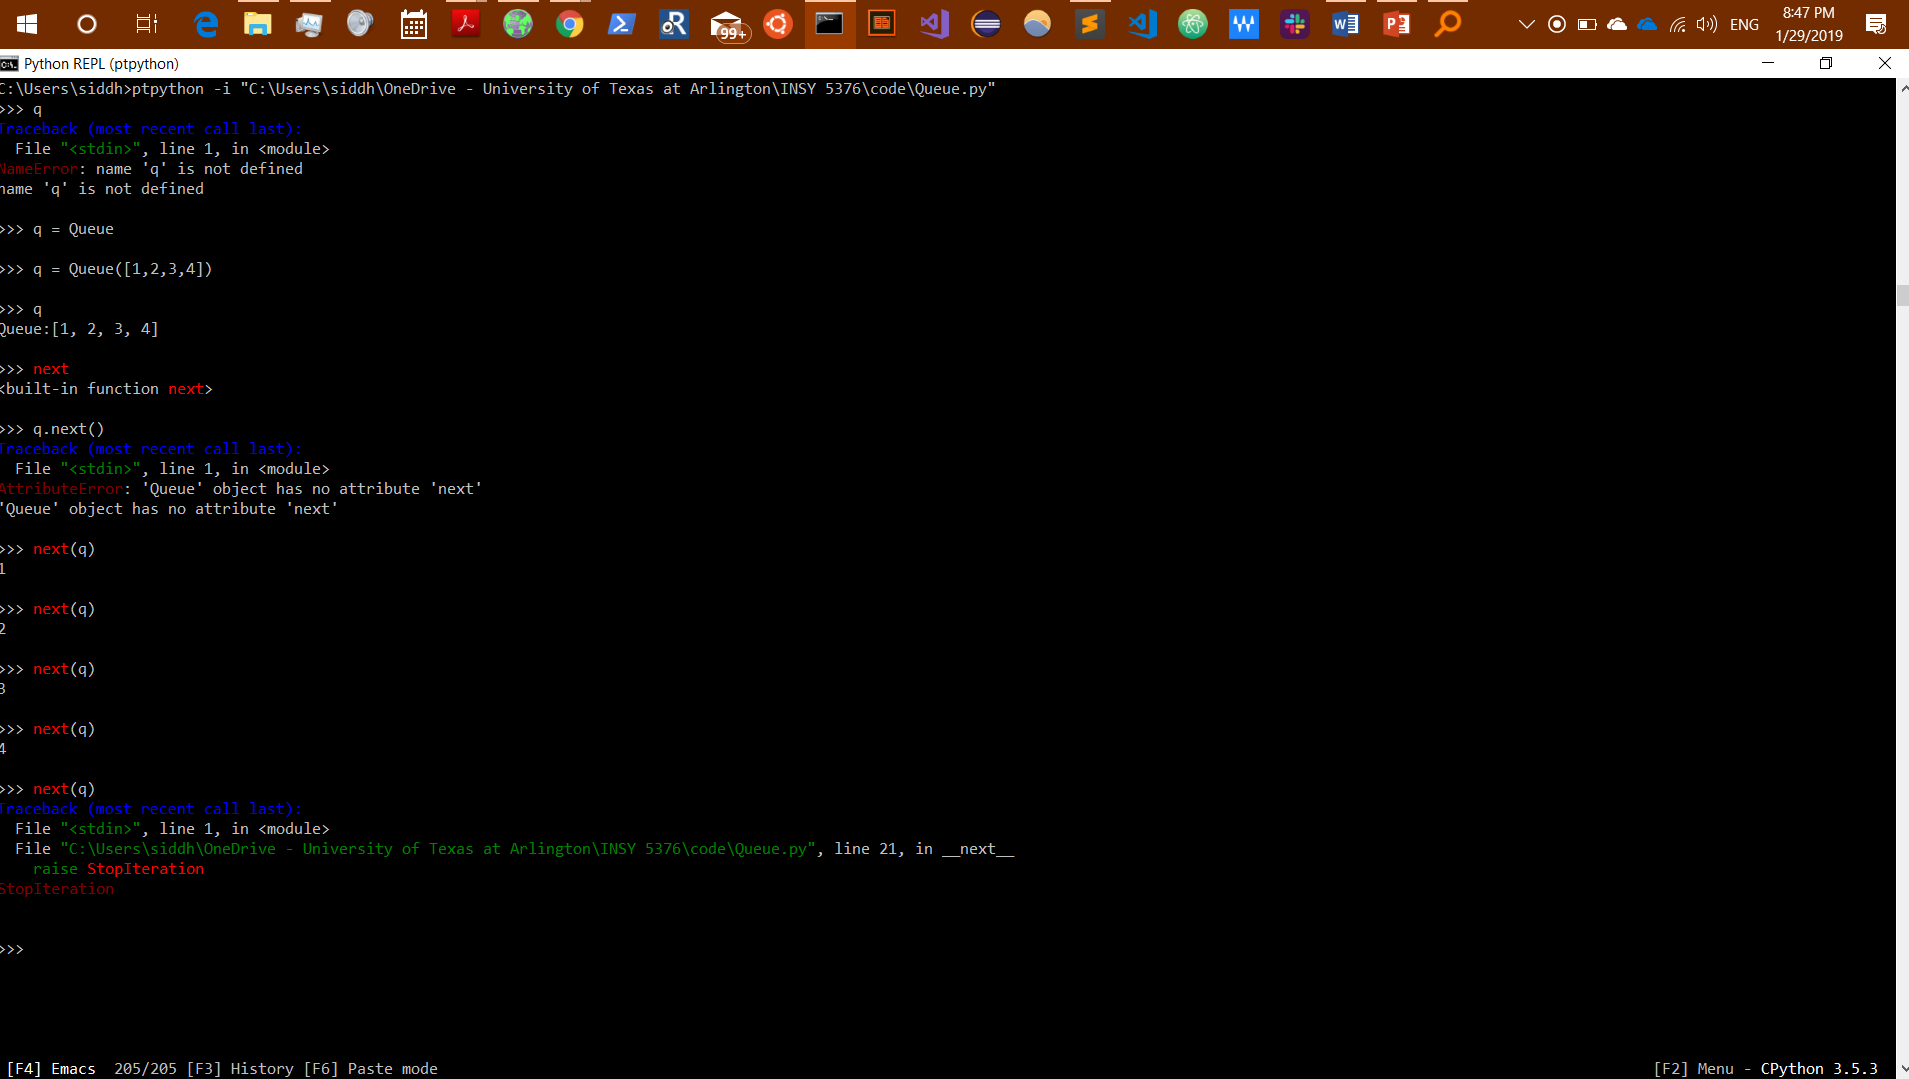 99+
ENG
8:47 PM
1/29/2019
Python REPL (ptpython)
C:\Users\siddh>ptpython -i "C:\Users\siddh\OneDrive - University of Texas at Arlington\INSY 5376\code\Queue.py"
>>> q
Traceback (most recent call last):
  File "<stdin>", line 1, in <module>
NameError: name 'q' is not defined
name 'q' is not defined
>>> q = Queue
>>> q = Queue([1,2,3,4])
>>> q
Queue:[1, 2, 3, 4]
>>> next
<built-in function next>
>>> q.next()
Traceback (most recent call last):
  File "<stdin>", line 1, in <module>
AttributeError: 'Queue' object has no attribute 'next'
'Queue' object has no attribute 'next'
>>> next(q)
1
>>> next(q)
2
>>> next(q)
3
>>> next(q)
4
>>> next(q)
Traceback (most recent call last):
  File "<stdin>", line 1, in <module>
  File "C:\Users\siddh\OneDrive - University of Texas at Arlington\INSY 5376\code\Queue.py", line 21, in __next__
    raise StopIteration
StopIteration
>>>
[F4] Emacs  205/205 [F3] History [F6] Paste mode
[F2] Menu - CPython 3.5.3